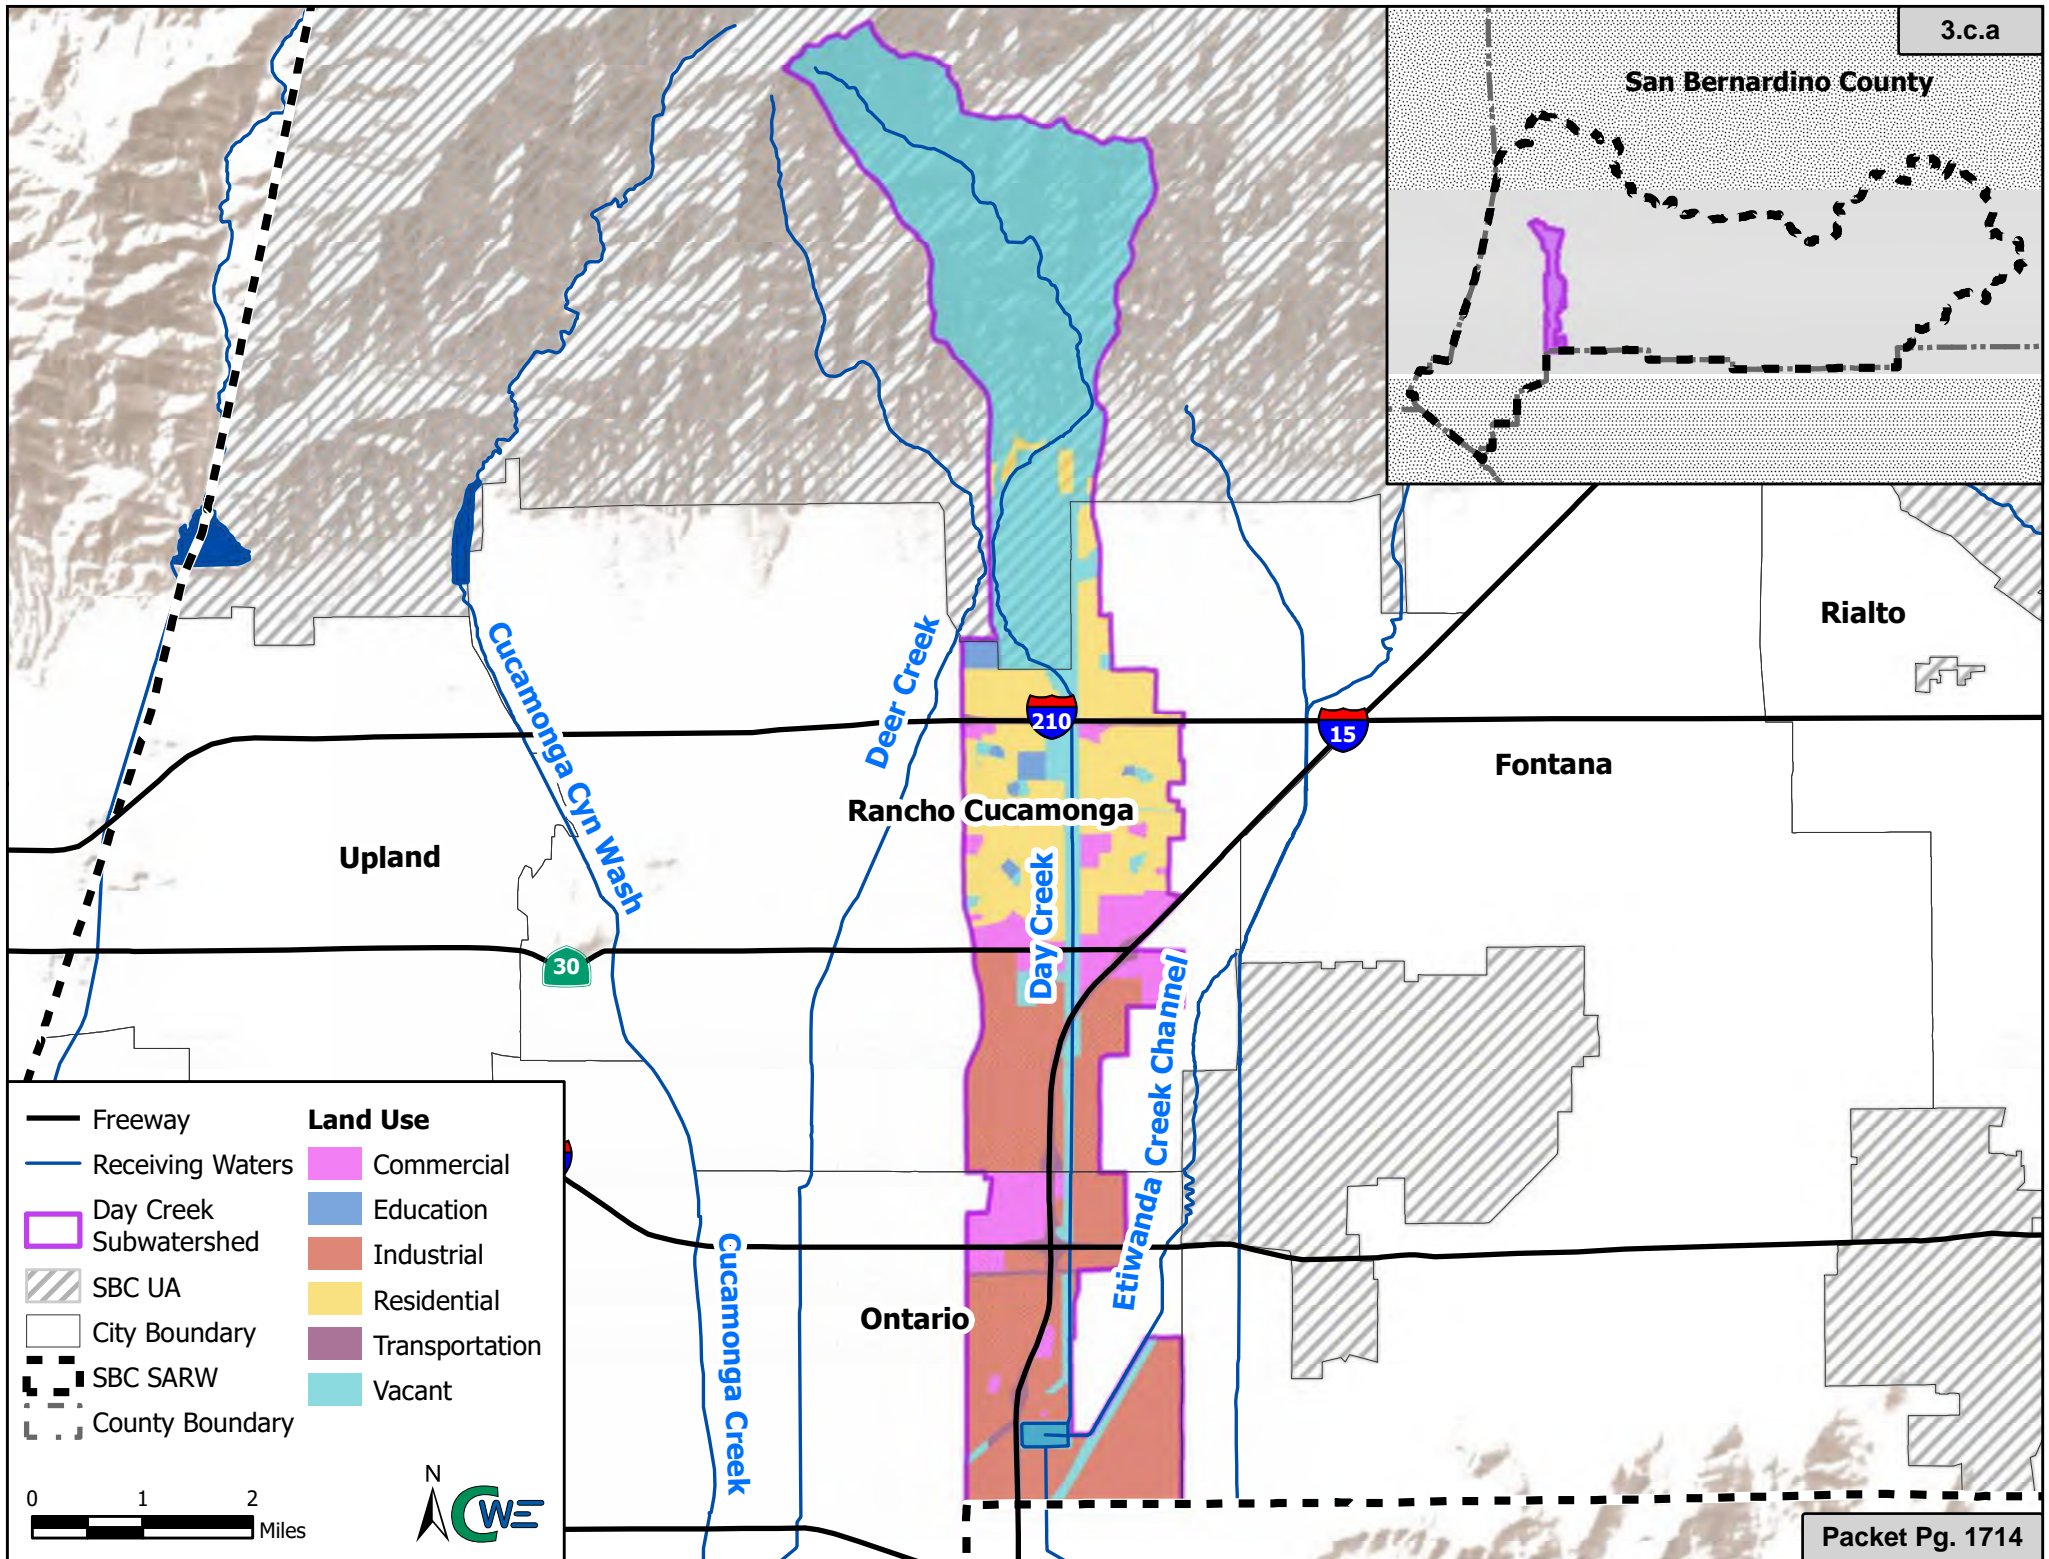 3.c.a
San Bernardino County
Rialto
210
15
Deer Creek
Cucamonga Cyn Wash
Fontana
Rancho Cucamonga
Upland
Day Creek
30
Etiwanda Creek Channel
Ontario
Cucamonga Creek
Freeway
Receiving Waters
Day Creek
Subwatershed
SBC UA
City Boundary
SBC SARW
County Boundary
Land Use
Commercial
Education
Industrial
Residential
Transportation
Vacant
0 1 2
Miles
N
CWE
Packet Pg. 1714